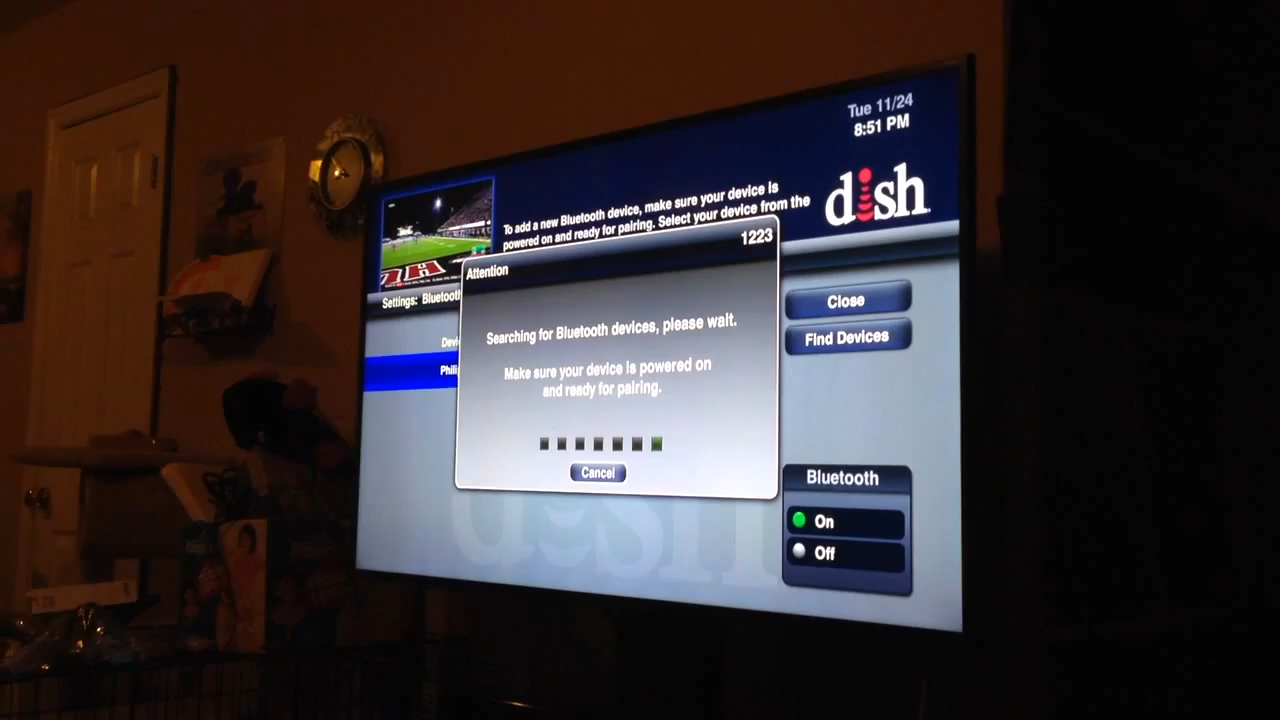 Tue 11/24
8:51 PM
dish
To add a new Bluetooth device, make sure your device is
powered on and ready for pairing. Select your device from the
1223
Attention
Settings: Bluetooth
Close
Find Devices
Searching for Bluetooth devices, please wait.
Make sure your device is powered on
and ready for pairing.
Cancel
Bluetooth
On
Off
dish